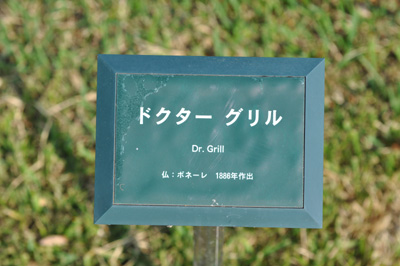 ドクター グリル
Dr. Grill
仏：ボネーレ 1886年作出